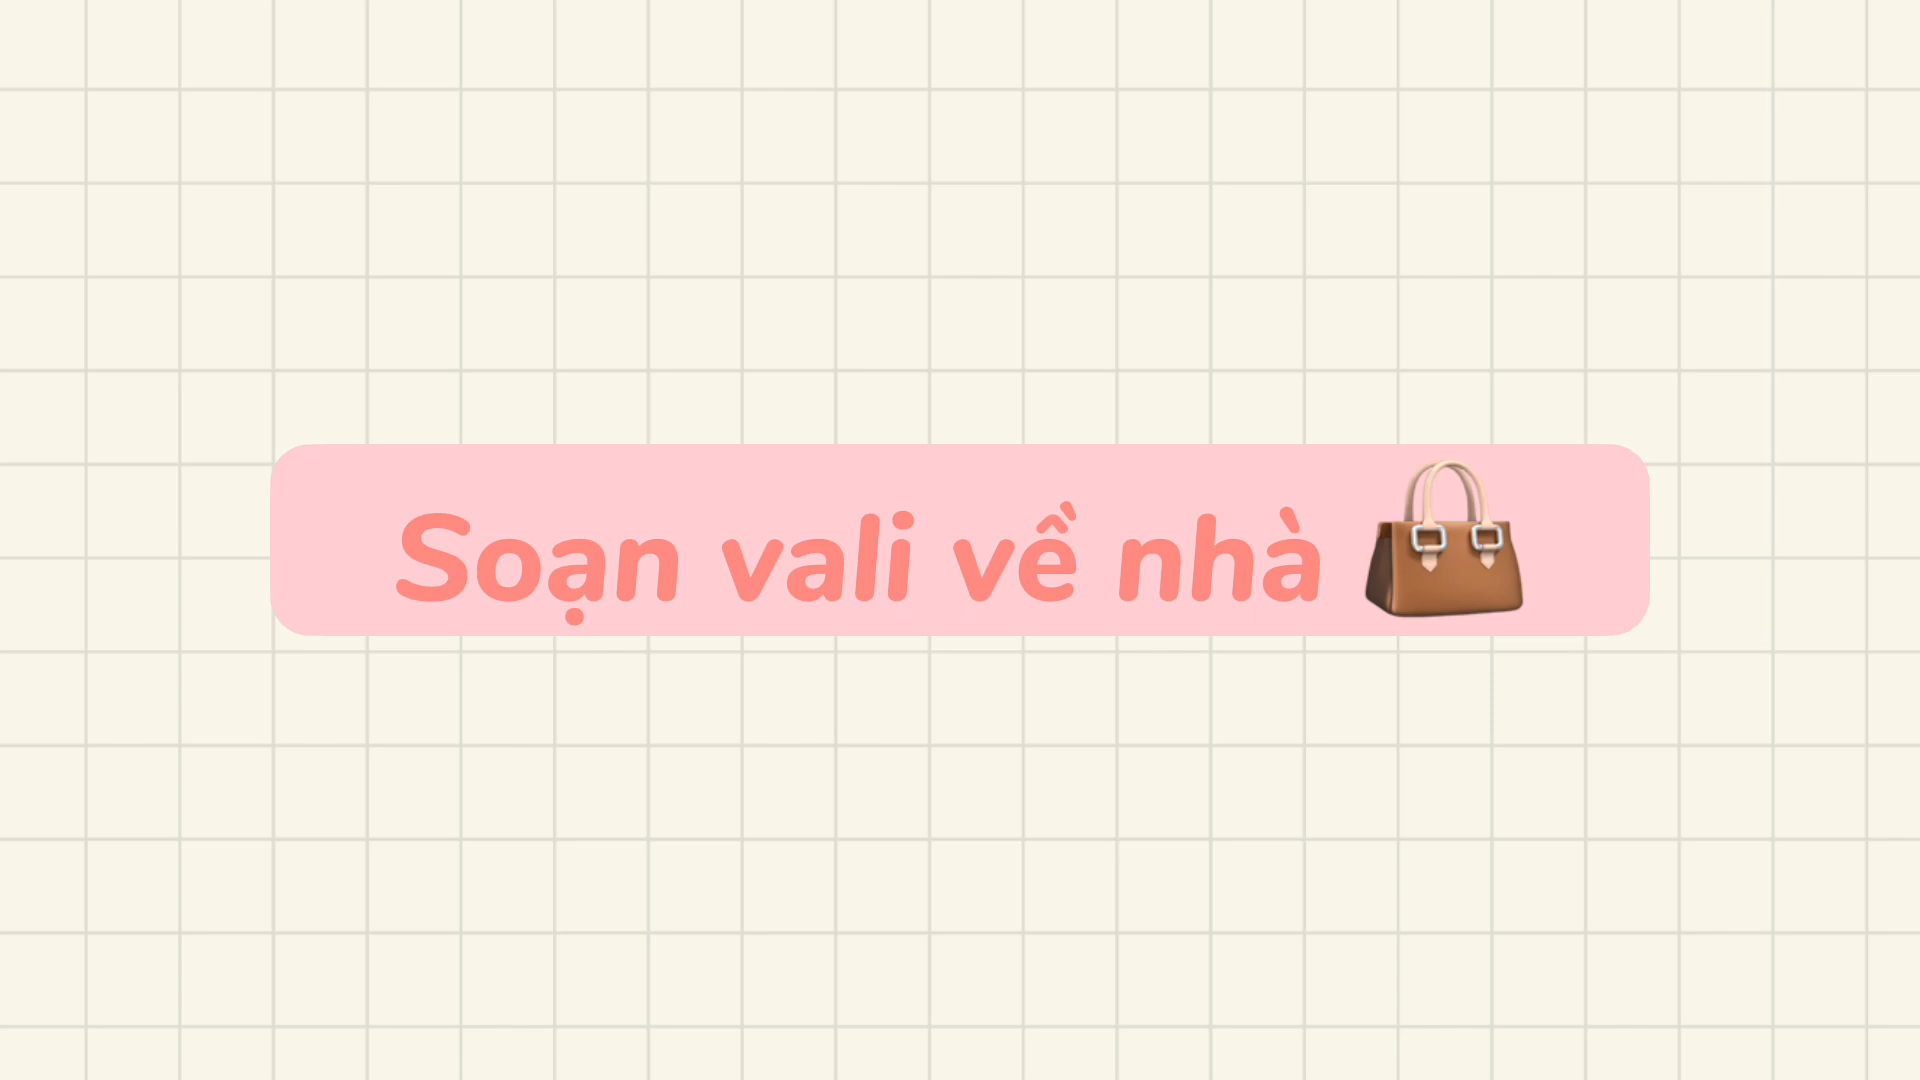 Soạn vali về nhà 👜